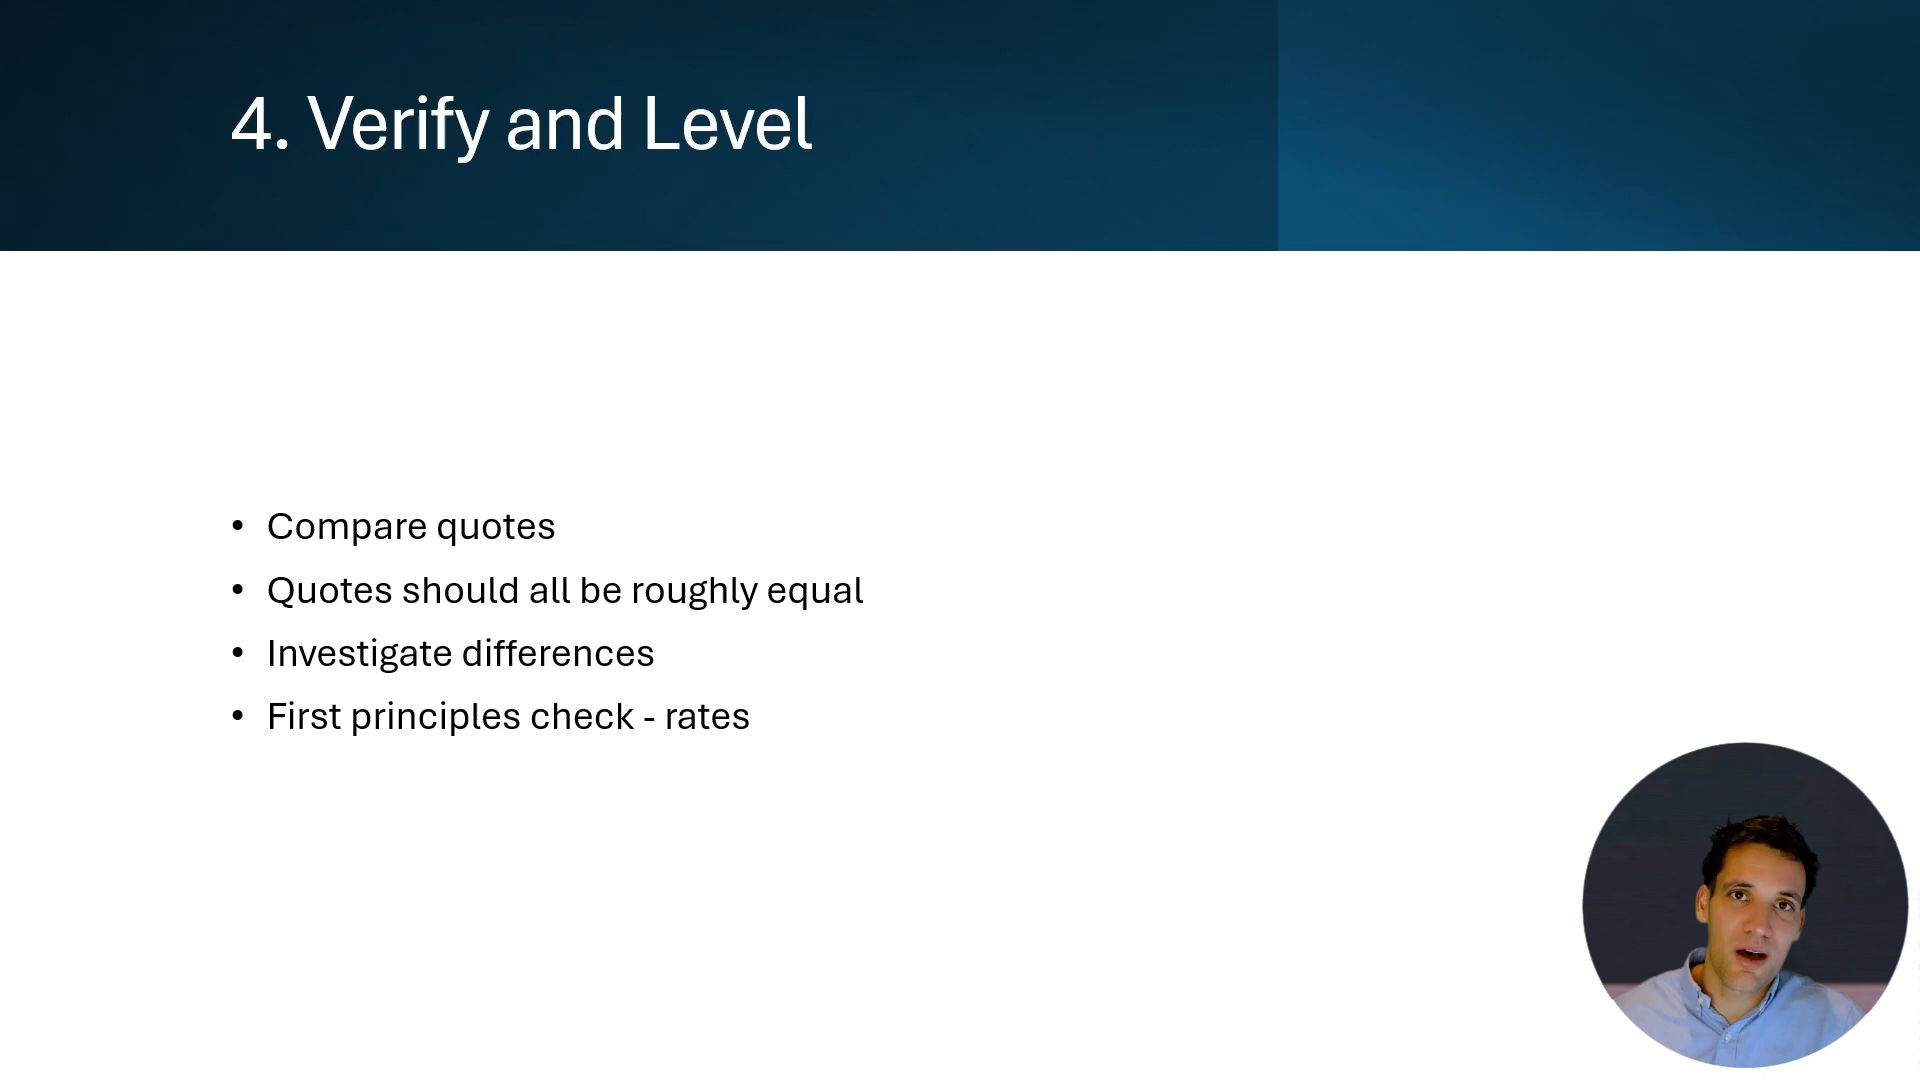 4. Verify and Level
• Compare quotes
• Quotes should all be roughly equal
• Investigate differences
• First principles check - rates